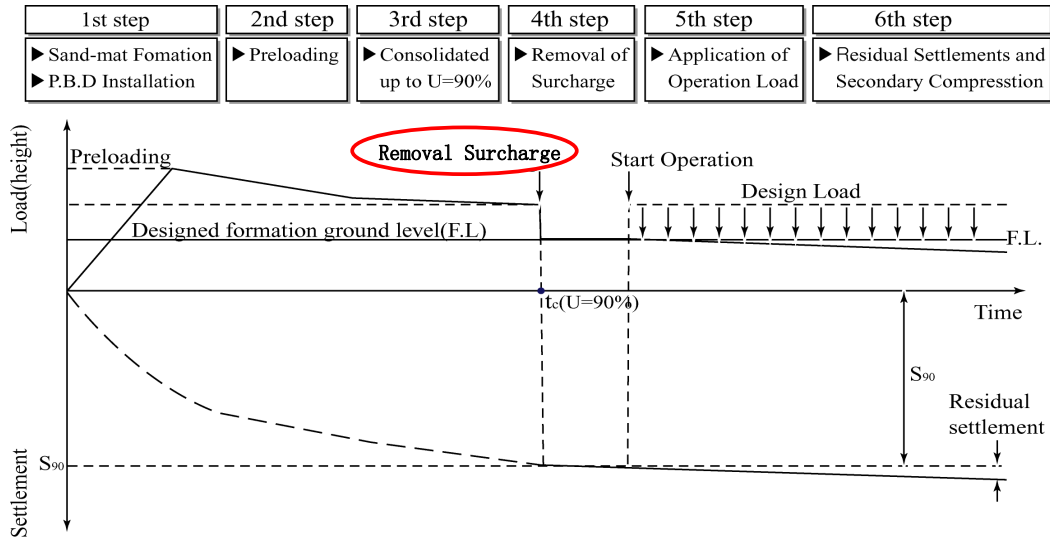 1st step
2nd step
3rd step
4th step
5th step
6th step
▶ Sand-mat Fomation
▶ P.B.D Installation
▶ Preloading
▶ Consolidated
up to U=90%
▶ Removal of
Surcharge
▶ Application of
Operation Load
▶ Residual Settlements and
Secondary Compresstion
Load(height)
Preloading
Removal Surcharge
Start Operation
Design Load
Designed formation ground level(F.L)
F.L.
tc(U=90%)
Time
S90
Residual
settlement
S90
Settlement